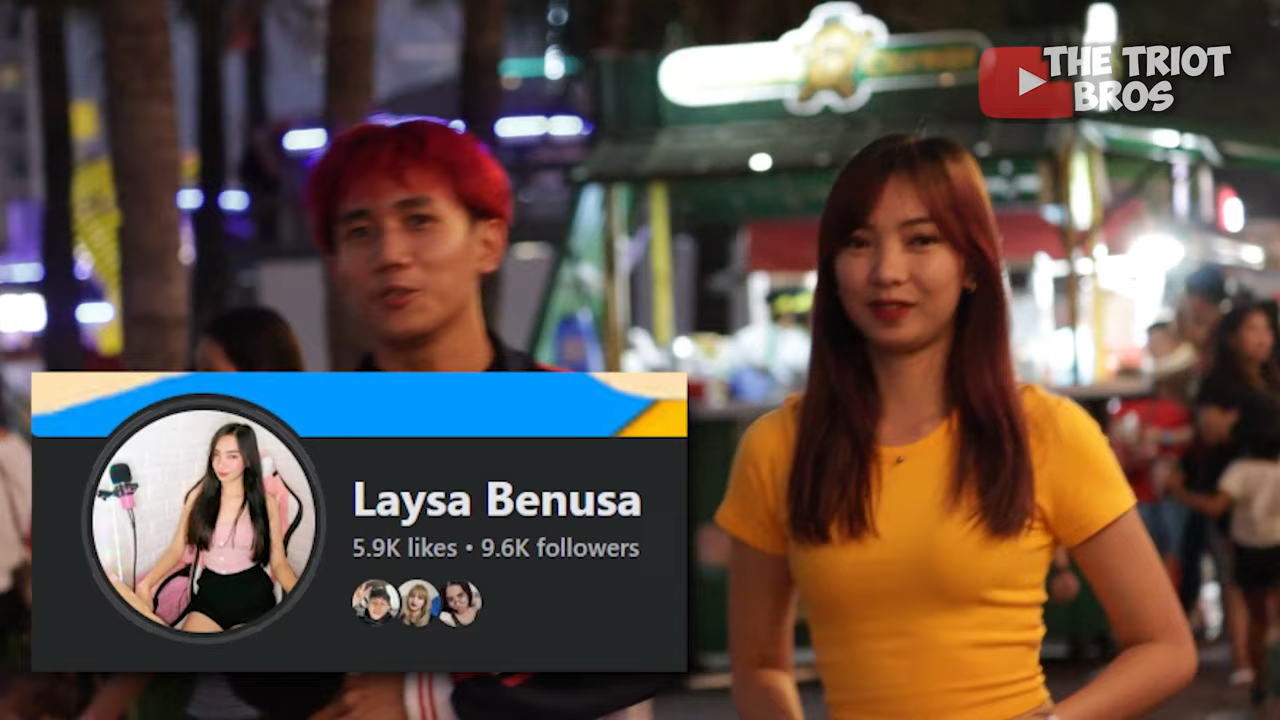 THE TRIOT
BROS
Laysa Benusa
5.9K likes • 9.6K followers